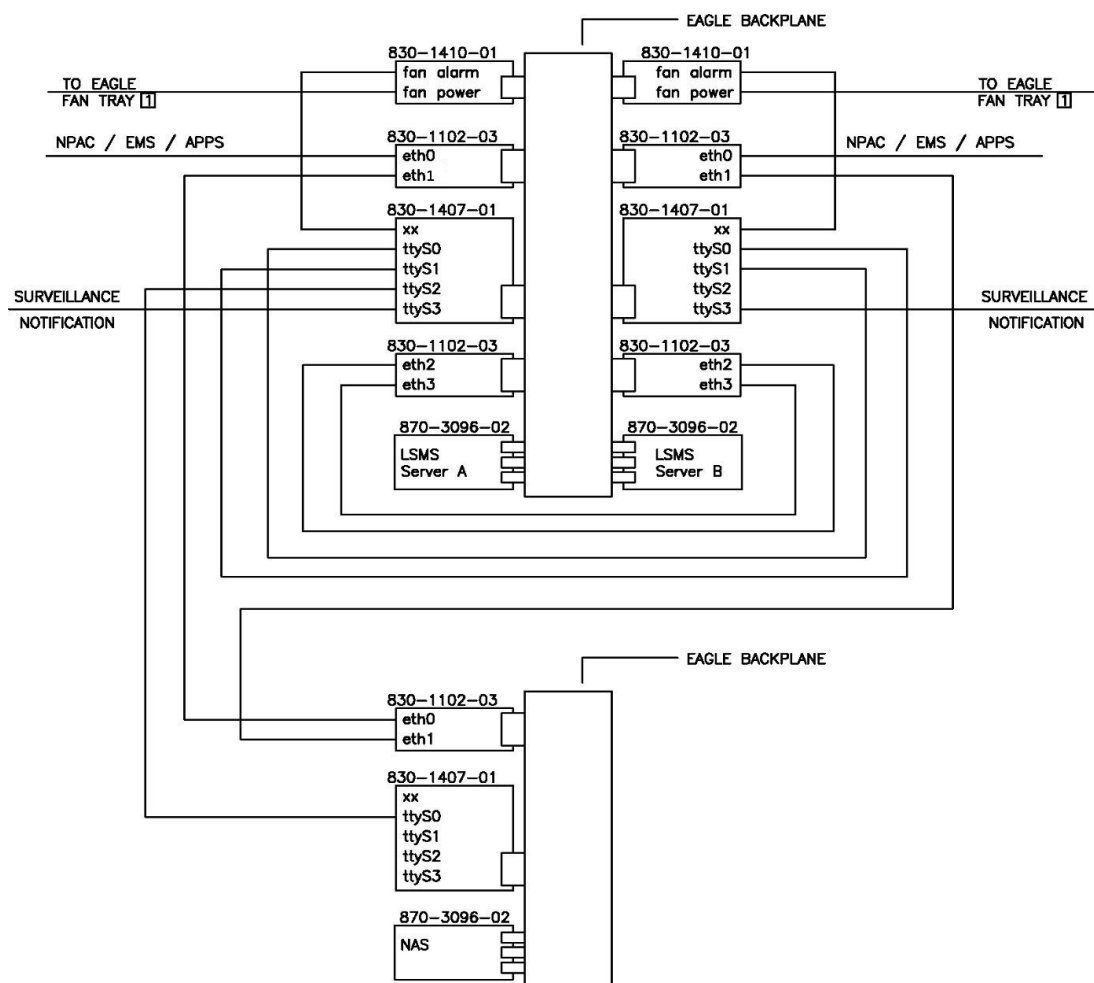 EAGLE BACKPLANE
830-1410-01
fan alarm
fan power
830-1410-01
fan alarm
fan power
TO EAGLE
FAN TRAY 1
TO EAGLE
FAN TRAY 1
NPAC / EMS / APPS
830-1102-03
eth0
eth1
830-1102-03
eth0
eth1
NPAC / EMS / APPS
830-1407-01
xx
ttyS0
ttyS1
ttyS2
ttyS3
830-1407-01
xx
ttyS0
ttyS1
ttyS2
ttyS3
SURVEILLANCE
NOTIFICATION
SURVEILLANCE
NOTIFICATION
830-1102-03
eth2
eth3
830-1102-03
eth2
eth3
870-3096-02
LSMS
Server A
870-3096-02
LSMS
Server B
EAGLE BACKPLANE
830-1102-03
eth0
eth1
830-1407-01
xx
ttyS0
ttyS1
ttyS2
ttyS3
870-3096-02
NAS